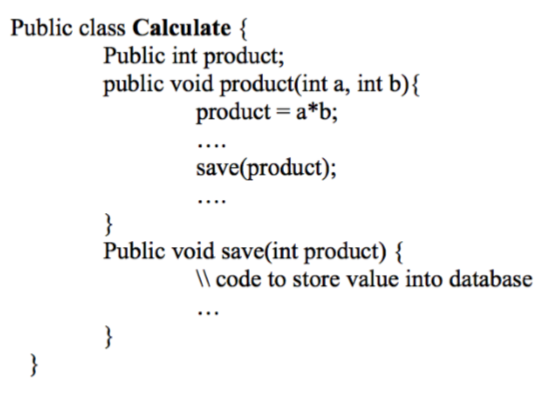 Public class Calculate {
Public int product;
public void product(int a, int b){
product = a*b;
....
save(product);
....
}
Public void save(int product) {
\\ code to store value into database
...
}
}